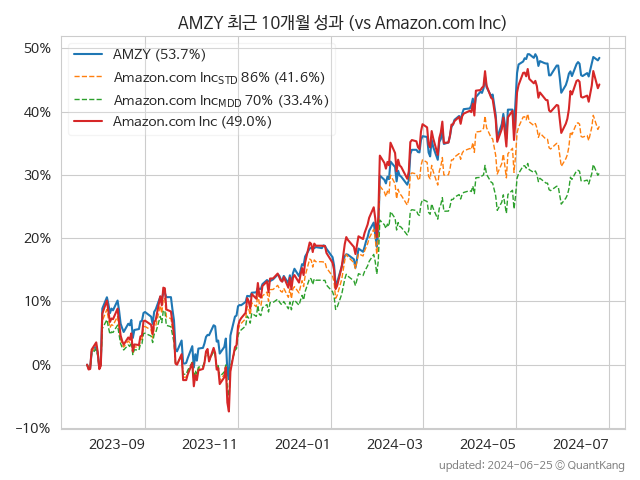 AMZY 최근 10개월 성과 (vs Amazon.com Inc)
50%
40%
30%
20%
10%
0%
−10%
AMZY (53.7%)
Amazon.com IncSTD 86% (41.6%)
Amazon.com IncMDD 70% (33.4%)
Amazon.com Inc (49.0%)
2023-09
2023-11
2024-01
2024-03
2024-05
2024-07
updated: 2024-06-25 © QuantKang